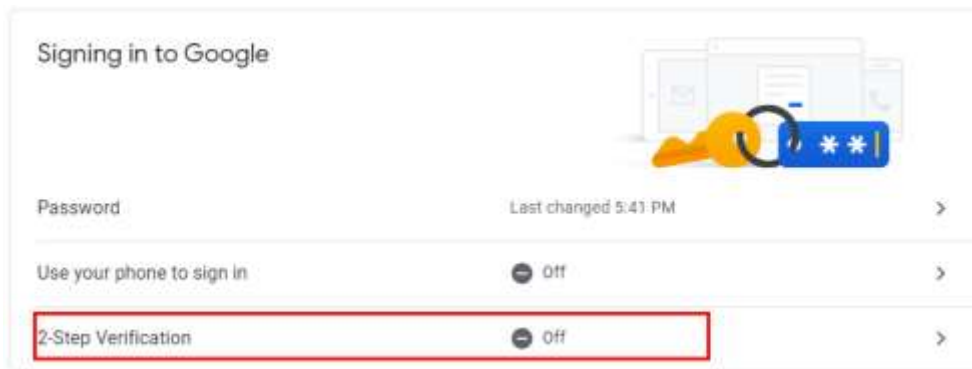 Signing in to Google
**
Password Last changed 5:41 PM
Use your phone to sign in Off
2-Step Verification Off